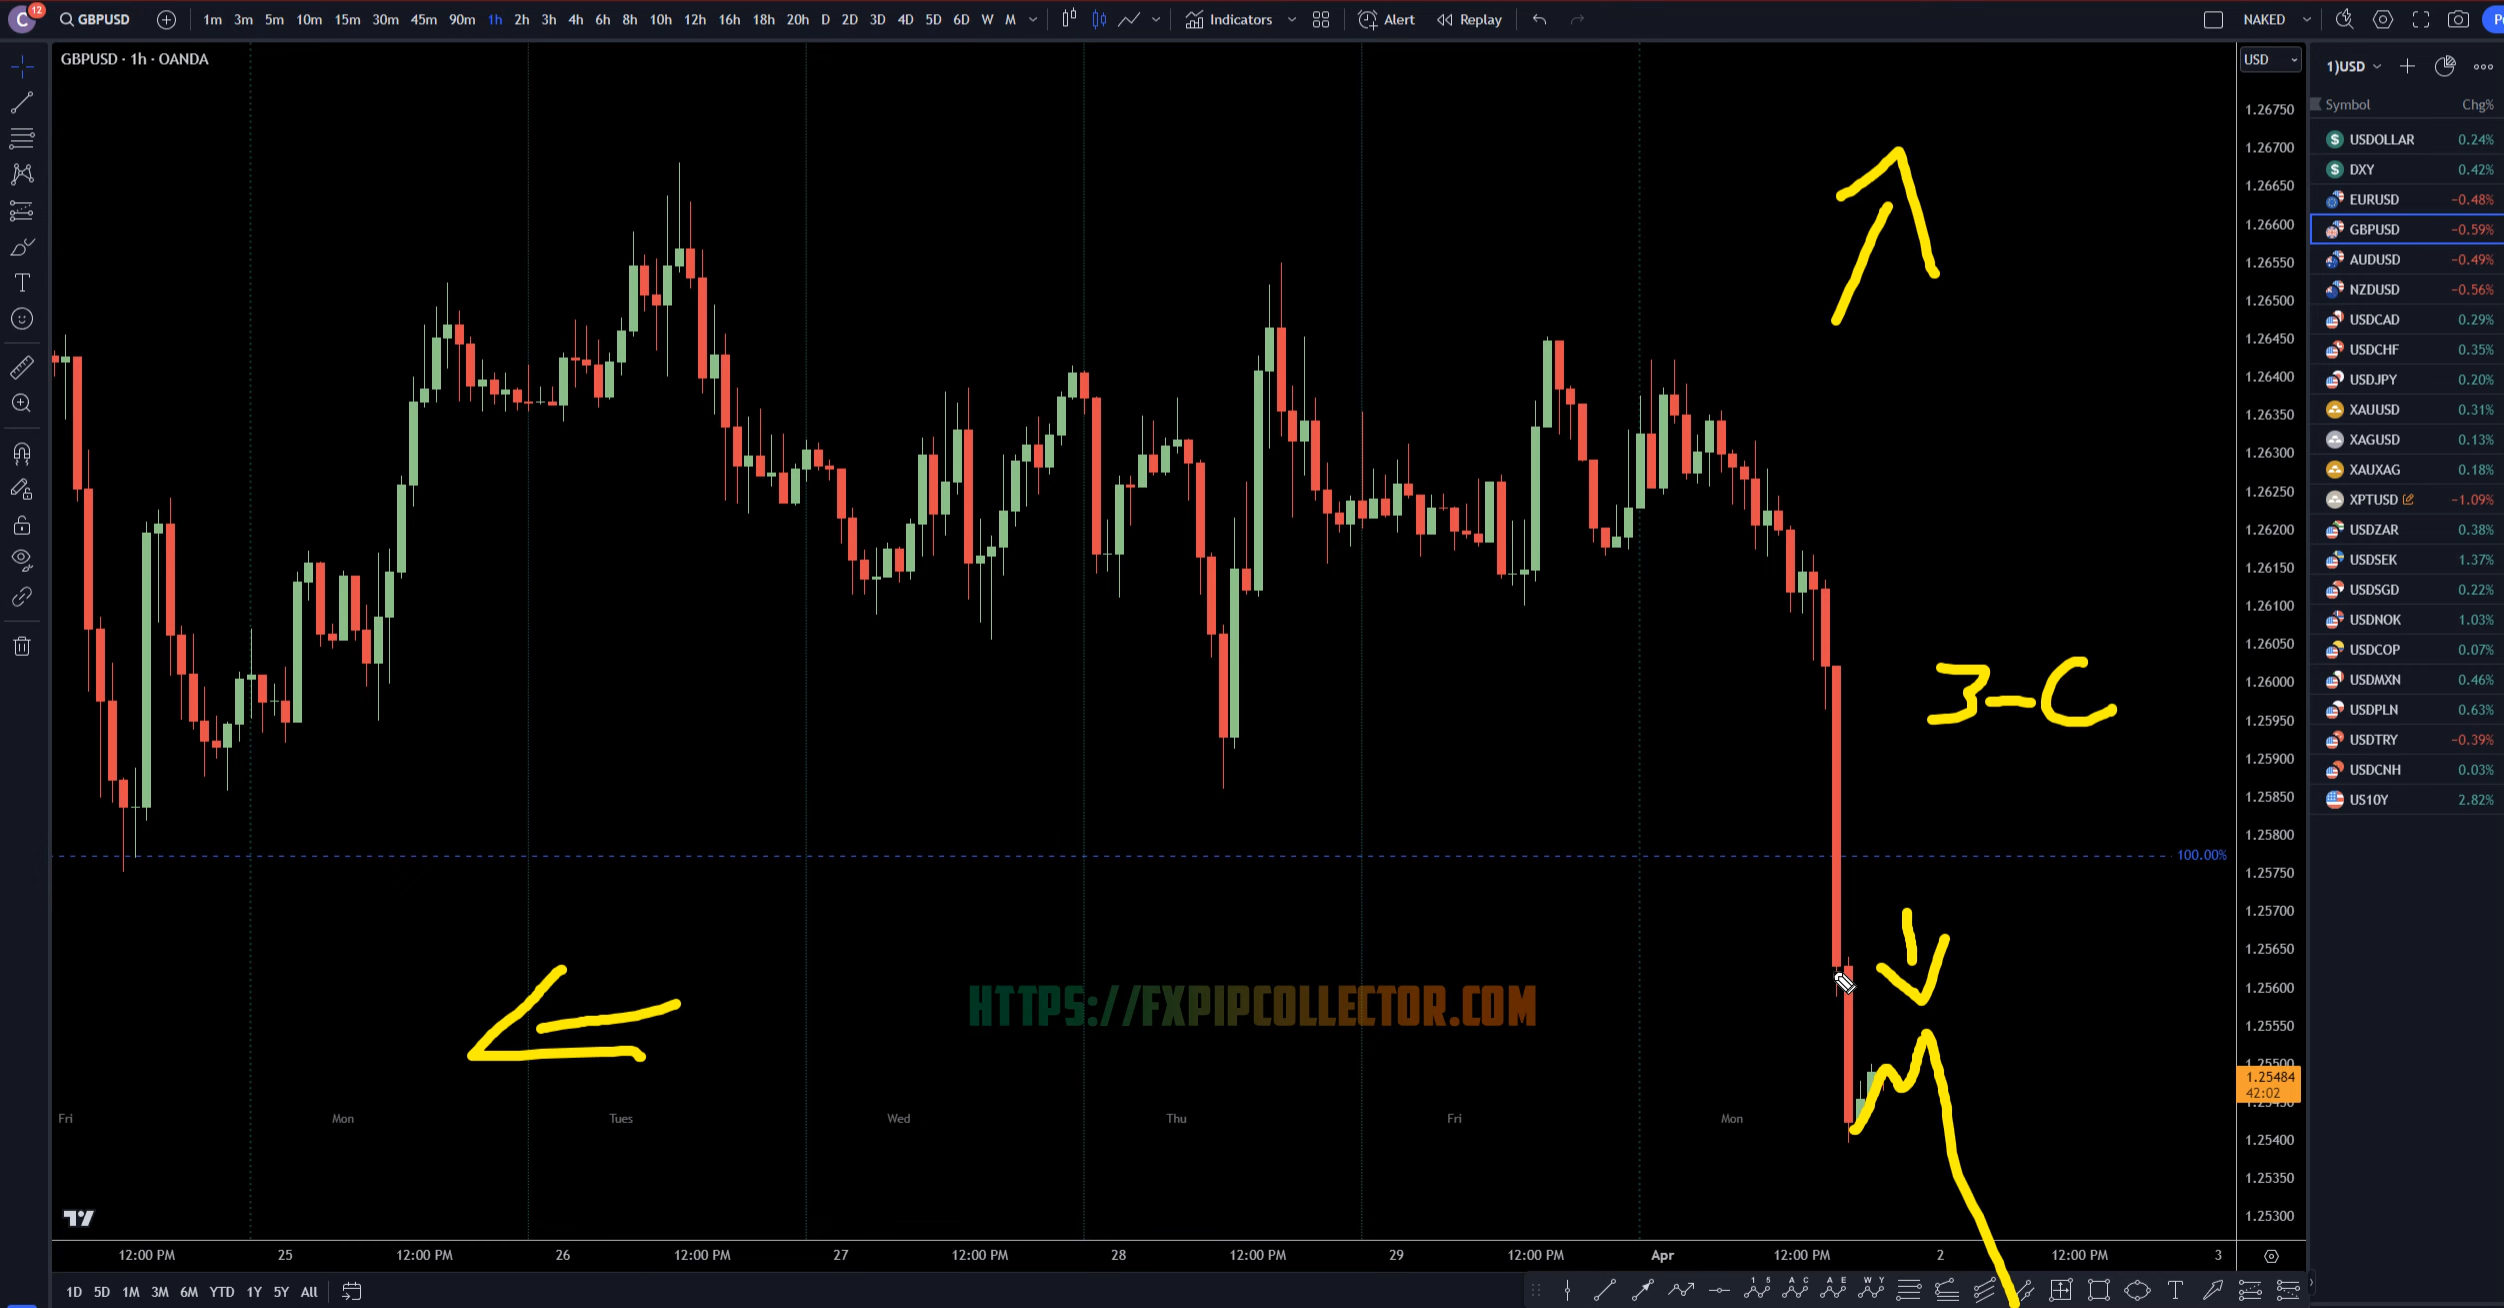 C 12 GBPUSD 1m 3m 5m 10m 15m 30m 45m 90m 1h 2h 3h 4h 6h 8h 10h 12h 16h 18h 20h D 2D 3D 4D 5D 6D W M Indicators Alert Replay NAKED
GBPUSD · 1h · OANDA
USD
1)USD
Symbol Chg%
1.26750
1.26700
1.26650
1.26600
1.26550
1.26500
1.26450
1.26400
1.26350
1.26300
1.26250
1.26200
1.26150
1.26100
1.26050
1.26000
1.25950
1.25900
1.25850
1.25800
1.25750
1.25700
1.25650
1.25600
1.25550
1.25500
1.25484
42:02
1.25400
1.25350
1.25300
USDOLLAR 0.24%
DXY 0.42%
EURUSD −0.48%
GBPUSD −0.59%
AUDUSD −0.49%
NZDUSD −0.56%
USDCAD 0.29%
USDCHF 0.35%
USDJPY 0.20%
XAUUSD 0.31%
XAGUSD 0.13%
XAUXAG 0.18%
XPTUSD −1.09%
USDZAR 0.38%
USDSEK 1.37%
USDSGD 0.22%
USDNOK 1.03%
USDCOP 0.07%
USDMXN 0.46%
USDPLN 0.63%
USDTRY −0.39%
USDCNH 0.03%
US10Y 2.82%
3-C
100.00%
HTTPS://FXPIPCOLLECTOR.COM
Fri Mon Tues Wed Thu Fri Mon
12:00 PM 25 12:00 PM 26 12:00 PM 27 12:00 PM 28 12:00 PM 29 12:00 PM Apr 12:00 PM 2 12:00 PM 3
1D 5D 1M 3M 6M YTD 1Y 5Y All